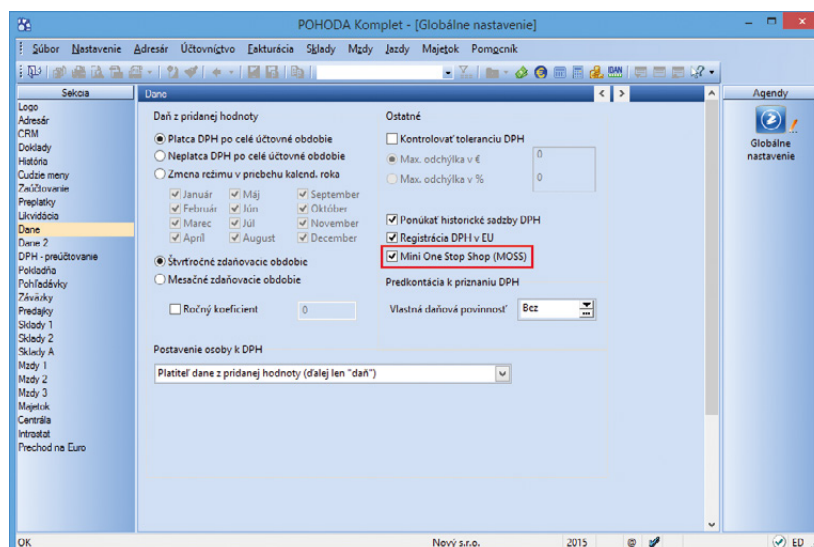 POHODA Komplet - [Globálne nastavenie]
Súbor Nastavenie Adresár Účtovníctvo Fakturácia Sklady Mzdy Jazdy Majetok Pomocník
Sekcia
Logo
Adresár
CRM
Doklady
História
Cudzie meny
Zaúčtovanie
Preplatky
Likvidácia
Dane
Dane 2
DPH - preúčtovanie
Pokladňa
Pohľadávky
Záväzky
Predajky
Sklady 1
Sklady 2
Sklady A
Mzdy 1
Mzdy 2
Mzdy 3
Majetok
Centrála
Intrastat
Prechod na Euro
Dane
Daň z pridanej hodnoty
Platca DPH po celé účtovné obdobie
Neplatca DPH po celé účtovné obdobie
Zmena režimu v priebehu kalend. roka
Január Máj September
Február Jún Október
Marec Júl November
Apríl August December
Štvrťročné zdaňovacie obdobie
Mesačné zdaňovacie obdobie
Ročný koeficient 0
Postavenie osoby k DPH
Platiteľ dane z pridanej hodnoty (ďalej len "daň")
Ostatné
Kontrolovať toleranciu DPH
Max. odchýlka v € 0
Max. odchýlka v % 0
Ponúkať historické sadzby DPH
Registrácia DPH v EU
Mini One Stop Shop (MOSS)
Predkontácia k priznaniu DPH
Vlastná daňová povinnosť Bez
Agendy
Globálne
nastavenie
OK Nový s.r.o. 2015 @ ED